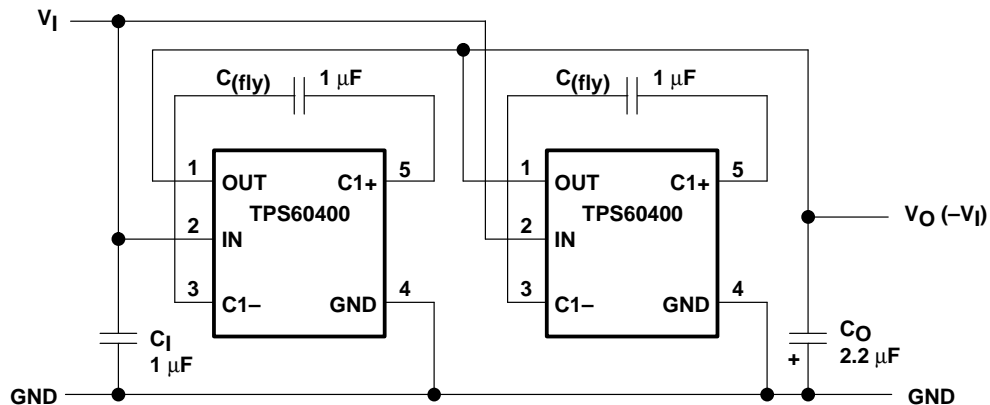 VI
C(fly)
1 μF
C(fly)
1 μF
1
OUT
C1+
5
1
OUT
C1+
5
TPS60400
TPS60400
2
IN
2
IN
VO (–VI)
3
C1–
GND
4
3
C1–
GND
4
CI
1 μF
CO
+
2.2 μF
GND
GND